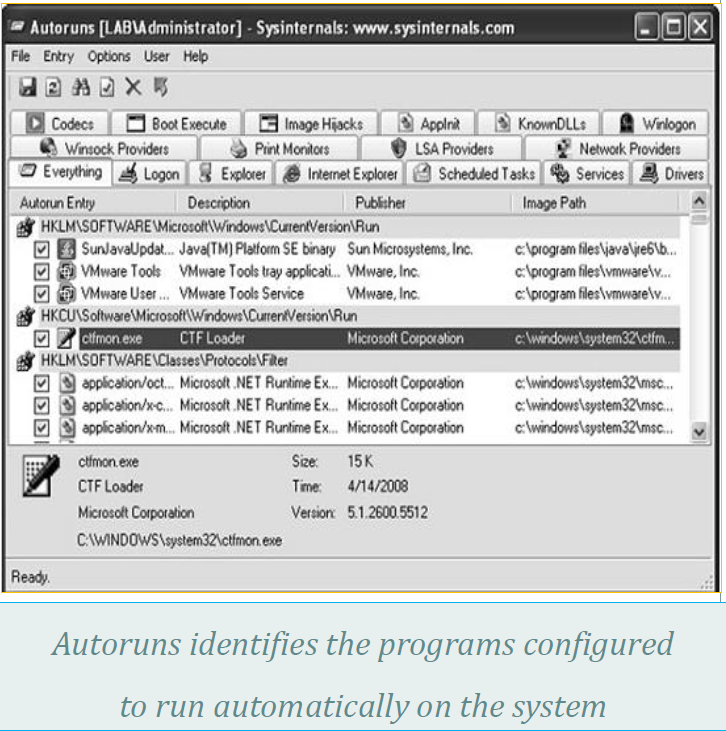 Autoruns [LAB\Administrator] - Sysinternals: www.sysinternals.com
File Entry Options User Help
Codecs Boot Execute Image Hijacks AppInit KnownDLLs Winlogon
Winsock Providers Print Monitors LSA Providers Network Providers
Everything Logon Explorer Internet Explorer Scheduled Tasks Services Drivers
Autorun Entry Description Publisher Image Path
HKLM\SOFTWARE\Microsoft\Windows\CurrentVersion\Run
SunJavaUpdat... Java(TM) Platform SE binary Sun Microsystems, Inc. c:\program files\java\jre6\b...
VMware Tools VMware Tools tray applicati... VMware, Inc. c:\program files\vmware\v...
VMware User ... VMware Tools Service VMware, Inc. c:\program files\vmware\v...
HKCU\Software\Microsoft\Windows\CurrentVersion\Run
ctfmon.exe CTF Loader Microsoft Corporation c:\windows\system32\ctfm...
HKLM\SOFTWARE\Classes\Protocols\Filter
application/oct... Microsoft .NET Runtime Ex... Microsoft Corporation c:\windows\system32\msc...
application/x-c... Microsoft .NET Runtime Ex... Microsoft Corporation c:\windows\system32\msc...
application/x-m... Microsoft .NET Runtime Ex... Microsoft Corporation c:\windows\system32\msc...
ctfmon.exe Size: 15 K
CTF Loader Time: 4/14/2008
Microsoft Corporation Version: 5.1.2600.5512
C:\WINDOWS\system32\ctfmon.exe
Ready.
Autoruns identifies the programs configured
to run automatically on the system